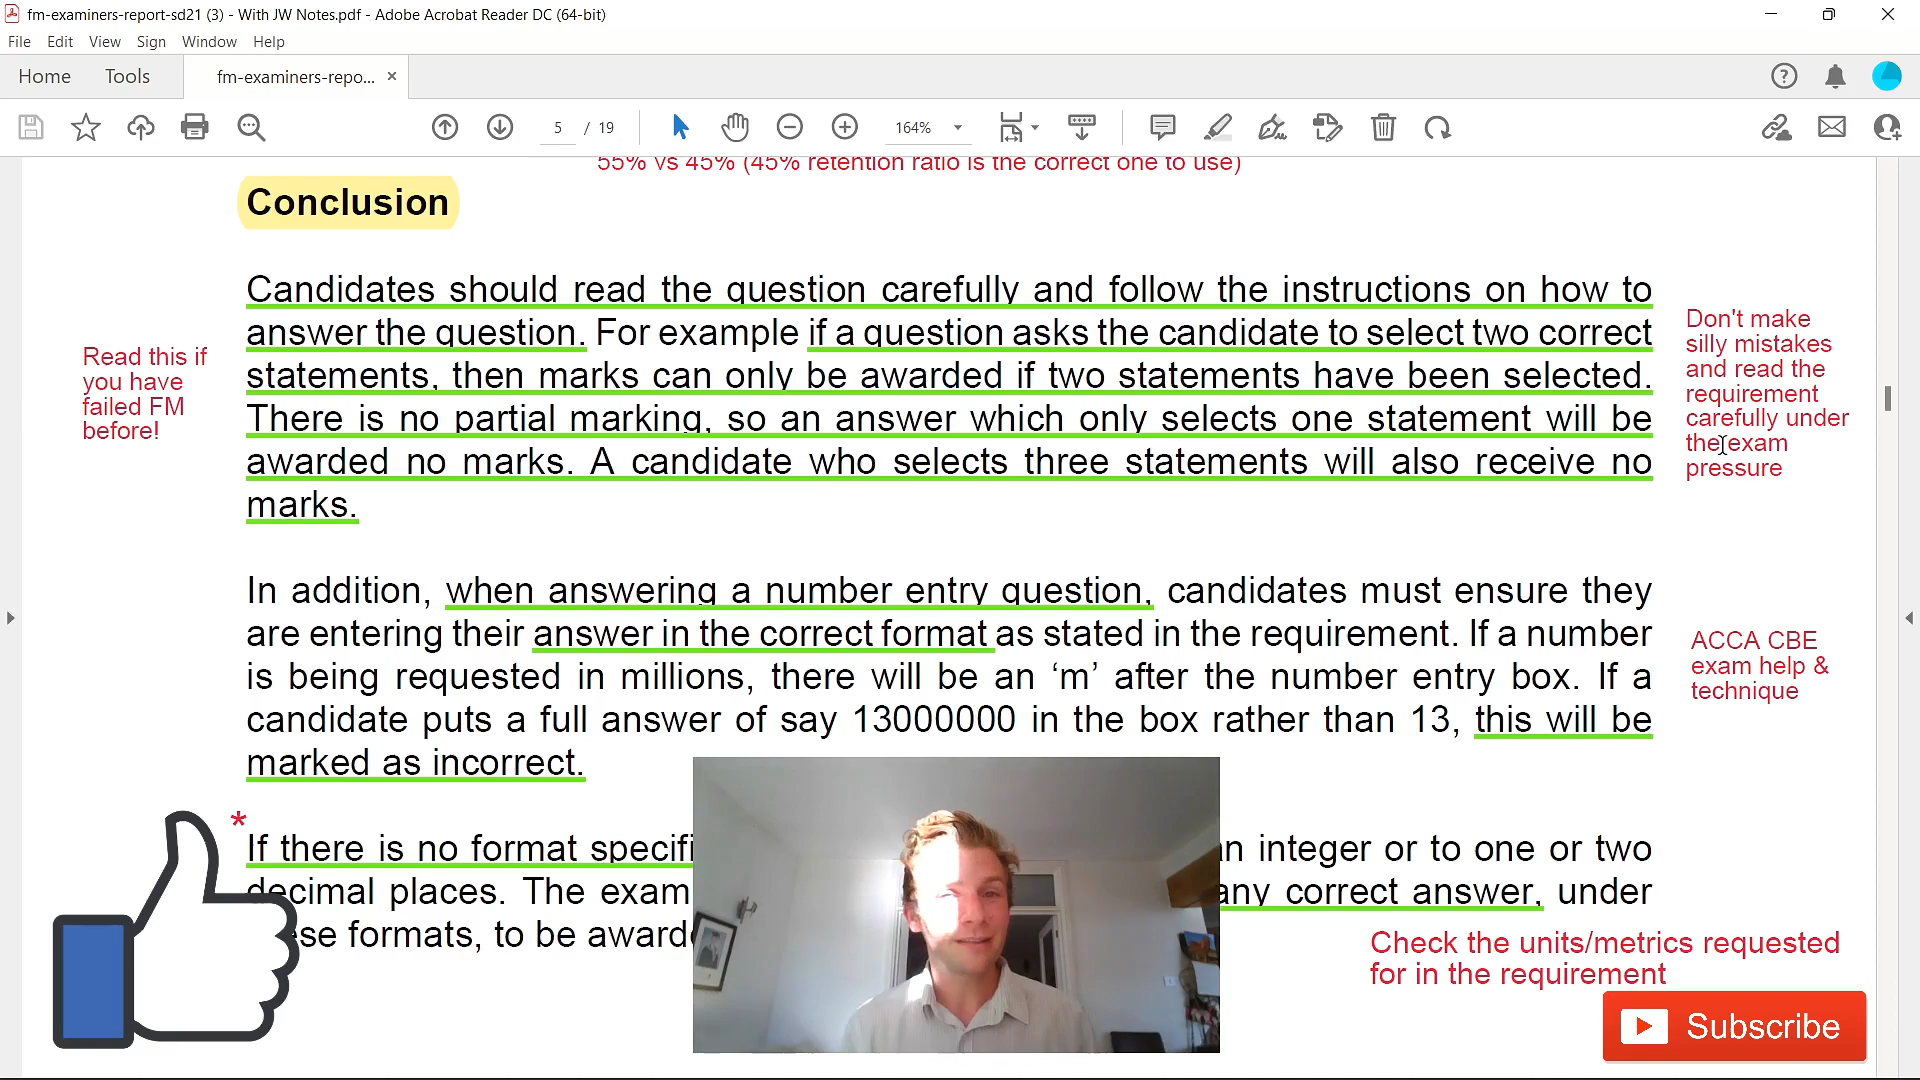 fm-examiners-report-sd21 (3) - With JW Notes.pdf - Adobe Acrobat Reader DC (64-bit)
File Edit View Sign Window Help
Home Tools fm-examiners-repo... ×
5 / 19 164%
55% vs 45% (45% retention ratio is the correct one to use)
Conclusion
Candidates should read the question carefully and follow the instructions on how to
answer the question. For example if a question asks the candidate to select two correct
statements, then marks can only be awarded if two statements have been selected.
There is no partial marking, so an answer which only selects one statement will be
awarded no marks. A candidate who selects three statements will also receive no
marks.
Read this if
you have
failed FM
before!
Don't make
silly mistakes
and read the
requirement
carefully under
the exam
pressure
In addition, when answering a number entry question, candidates must ensure they
are entering their answer in the correct format as stated in the requirement. If a number
is being requested in millions, there will be an ‘m’ after the number entry box. If a
candidate puts a full answer of say 13000000 in the box rather than 13, this will be
marked as incorrect.
ACCA CBE
exam help &
technique
*
If there is no format specifi n integer or to one or two
decimal places. The exam any correct answer, under
se formats, to be award
Check the units/metrics requested
for in the requirement
Subscribe